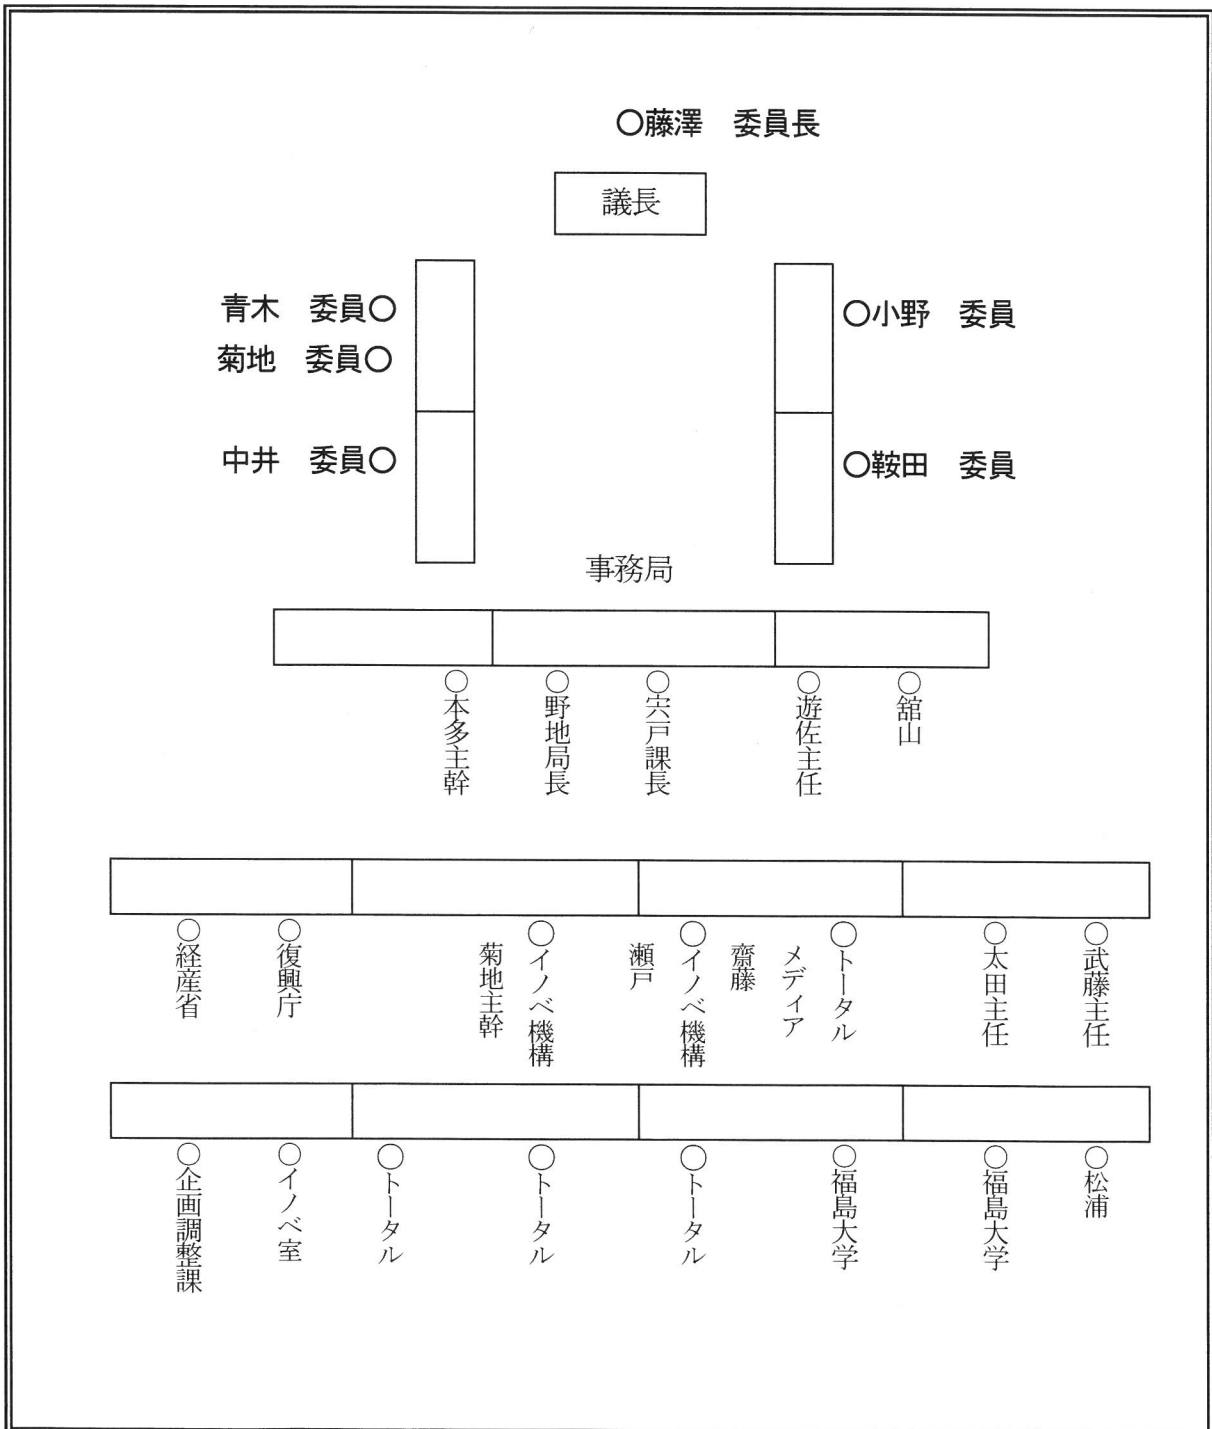 ○藤澤　委員長
議長
青木　委員○
菊地　委員○
中井　委員○
○小野　委員
○鞍田　委員
事務局
○本多主幹
○野地局長
○宍戸課長
○遊佐主任
○舘山
○経産省
○復興庁
○イノベ機構
菊地主幹
○イノベ機構
瀬戸
○トータル
メディア
齋藤
○太田主任
○武藤主任
○企画調整課
○イノベ室
○トータル
○トータル
○トータル
○福島大学
○福島大学
○松浦